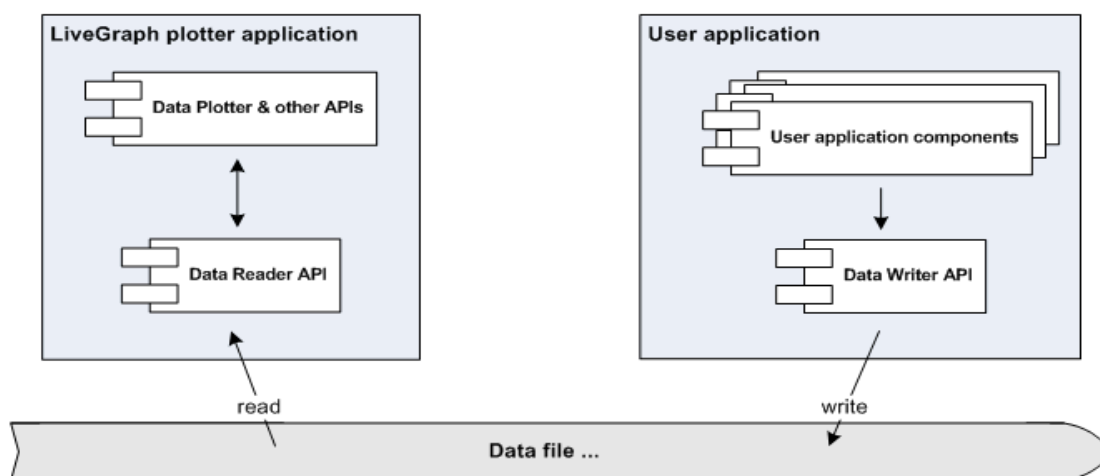 LiveGraph plotter application
Data Plotter & other APIs
Data Reader API
read
User application
User application components
Data Writer API
write
Data file ...